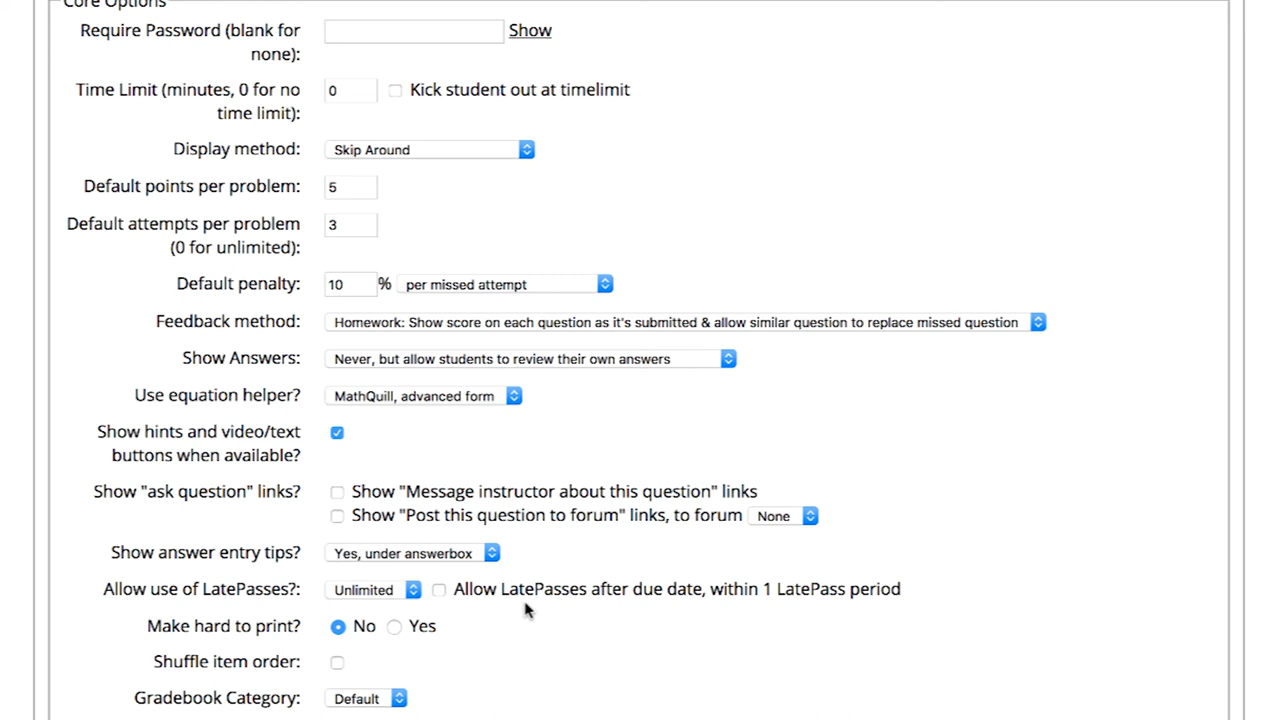 Core Options
Require Password (blank for none): Show
Time Limit (minutes, 0 for no time limit): 0 Kick student out at timelimit
Display method: Skip Around
Default points per problem: 5
Default attempts per problem (0 for unlimited): 3
Default penalty: 10 % per missed attempt
Feedback method: Homework: Show score on each question as it's submitted & allow similar question to replace missed question
Show Answers: Never, but allow students to review their own answers
Use equation helper? MathQuill, advanced form
Show hints and video/text buttons when available?
Show "ask question" links? Show "Message instructor about this question" links
Show "Post this question to forum" links, to forum None
Show answer entry tips? Yes, under answerbox
Allow use of LatePasses?: Unlimited Allow LatePasses after due date, within 1 LatePass period
Make hard to print? No Yes
Shuffle item order:
Gradebook Category: Default